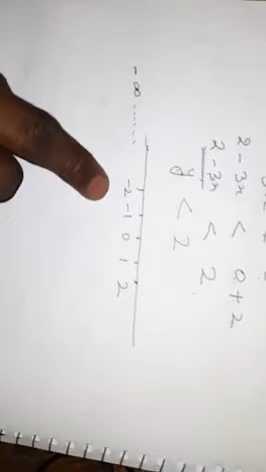 2 - 3x < 0 + 2
2 - 3x < 2
y < 2
- ∞ ...... -2 -1 0 1 2